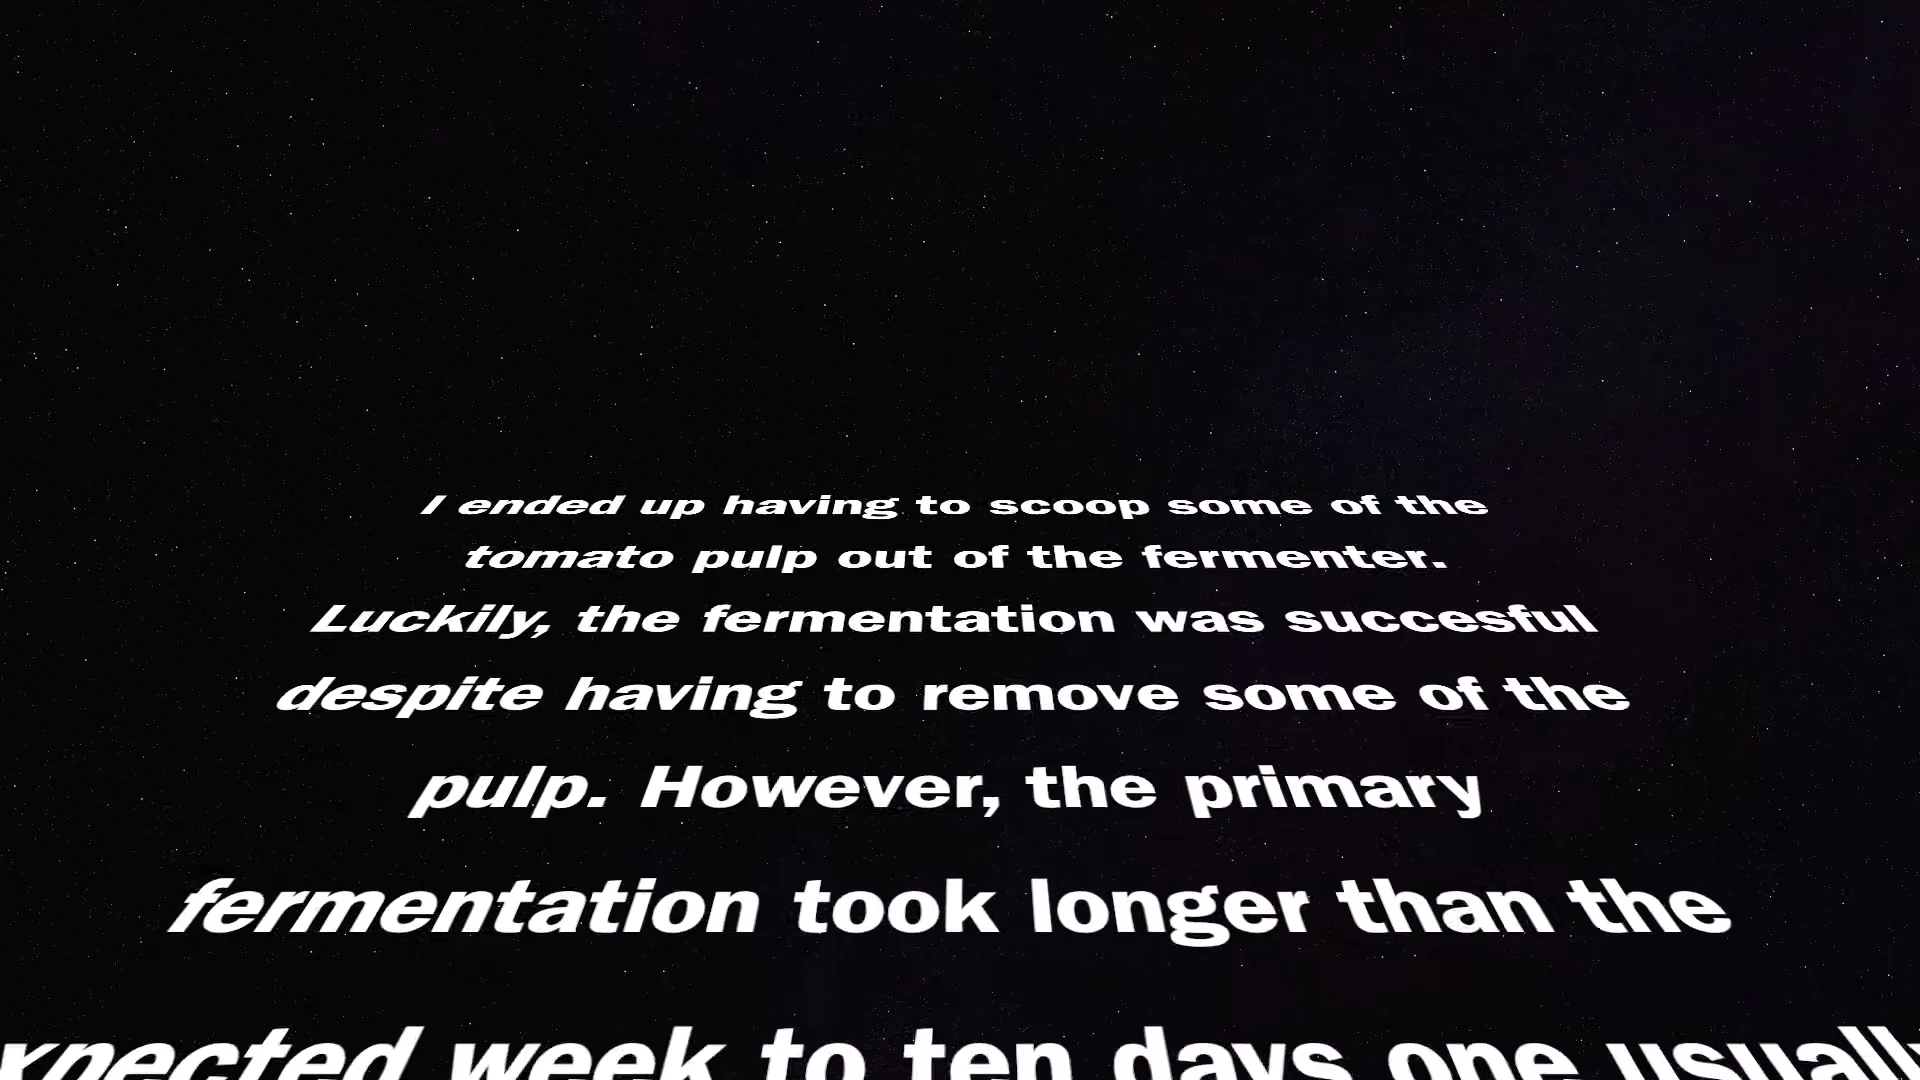 I ended up having to scoop some of the
tomato pulp out of the fermenter.
Luckily, the fermentation was succesful
despite having to remove some of the
pulp. However, the primary
fermentation took longer than the
xpected week to ten days one usually